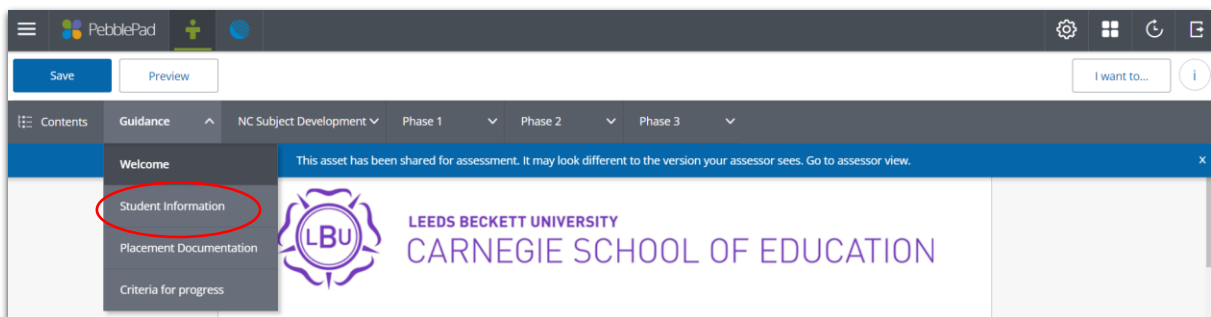 PebblePad
Save
Preview
I want to...
i
Contents
Guidance
NC Subject Development
Phase 1
Phase 2
Phase 3
Welcome
This asset has been shared for assessment. It may look different to the version your assessor sees. Go to assessor view.
x
Student Information
Placement Documentation
Criteria for progress
LBU
LEEDS BECKETT UNIVERSITY
CARNEGIE SCHOOL OF EDUCATION